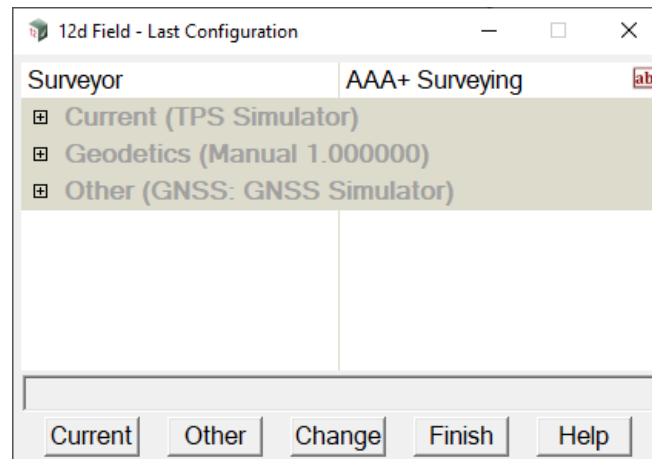 12d Field - Last Configuration
Surveyor AAA+ Surveying ab
Current (TPS Simulator)
Geodetics (Manual 1.000000)
Other (GNSS: GNSS Simulator)
Current Other Change Finish Help